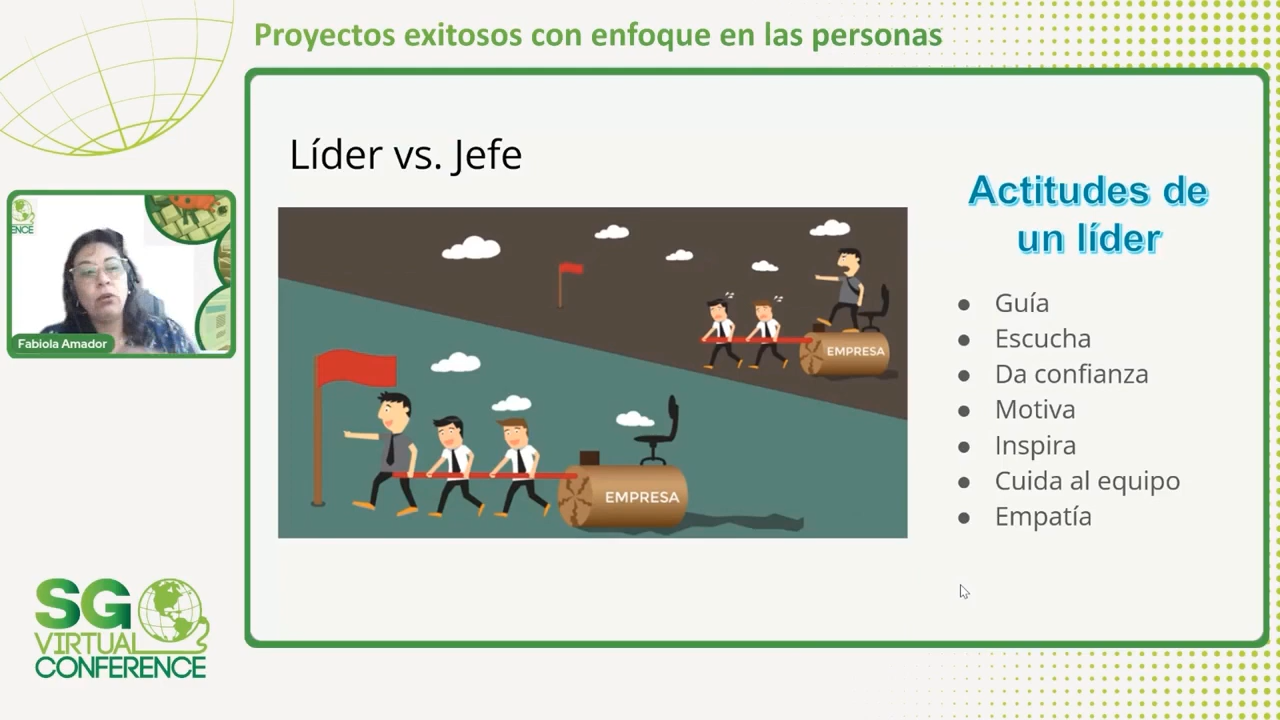 Proyectos exitosos con enfoque en las personas
Líder vs. Jefe
Actitudes de
un líder
EMPRESA
EMPRESA
● Guía
● Escucha
● Da confianza
● Motiva
● Inspira
● Cuida al equipo
● Empatía
ENCE
Fabiola Amador
SG
VIRTUAL
CONFERENCE